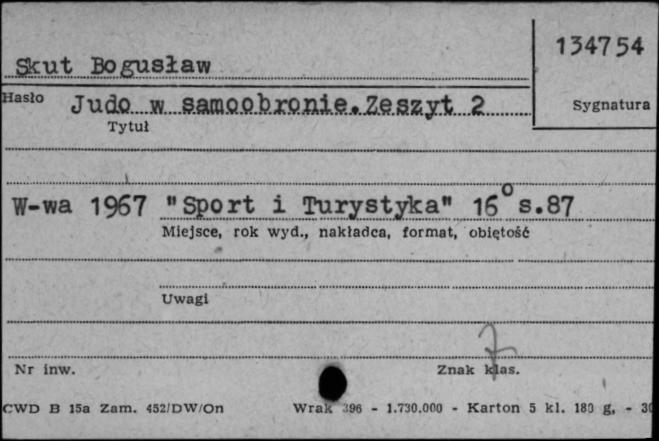 134754
Skut Bogusław
Hasło Judo w samoobronie.Zeszyt 2
Sygnatura
Tytuł
W-wa 1967 "Sport i Turystyka" 16° s.87
Miejsce, rok wyd., nakładca, format, objętość
Uwagi
7
Nr inw.
Znak klas.
CWD B 15a Zam. 452/DW/On Wrak 396 - 1.730.000 - Karton 5 kl. 180 g, - 30